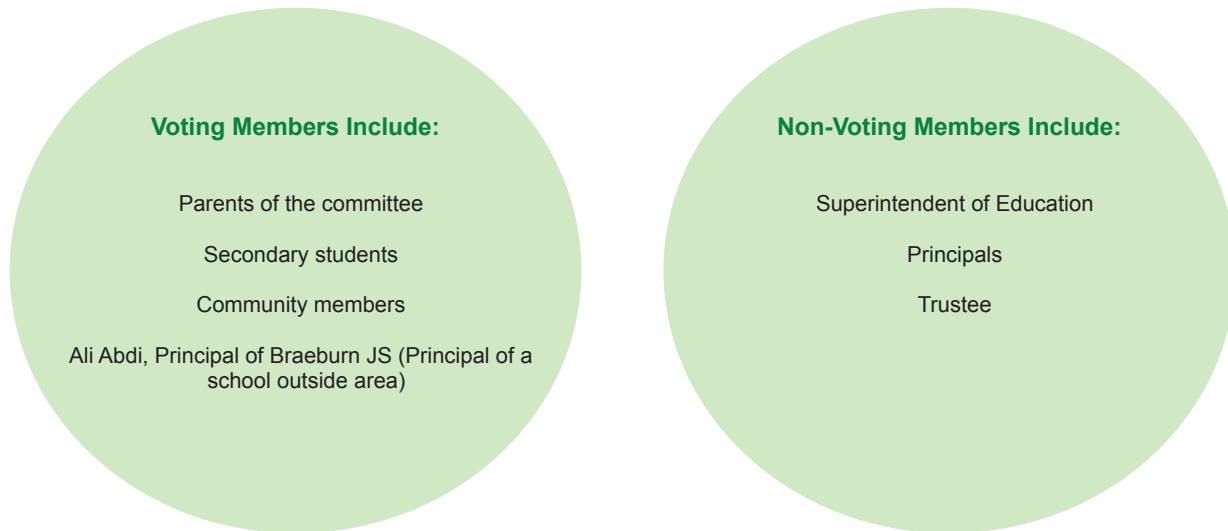 Voting Members Include:
Parents of the committee
Secondary students
Community members
Ali Abdi, Principal of Braeburn JS (Principal of a
school outside area)
Non-Voting Members Include:
Superintendent of Education
Principals
Trustee